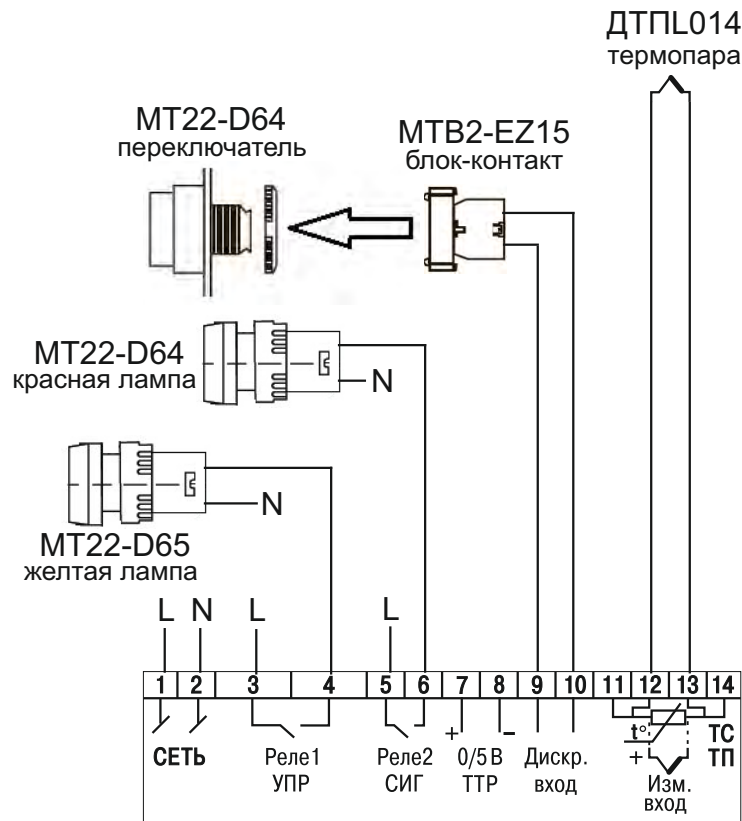 ДТПL014
термопара
MT22-D64
переключатель
MTB2-EZ15
блок-контакт
MT22-D64
красная лампа
N
N
MT22-D65
желтая лампа
L N L L
1 2 3 4 5 6 7 8 9 10 11 12 13 14
СЕТЬ
Реле1
УПР
Реле2
СИГ
+ –
0/5 В
ТТР
Дискр.
вход
t° ТС
+ ТП
Изм.
вход